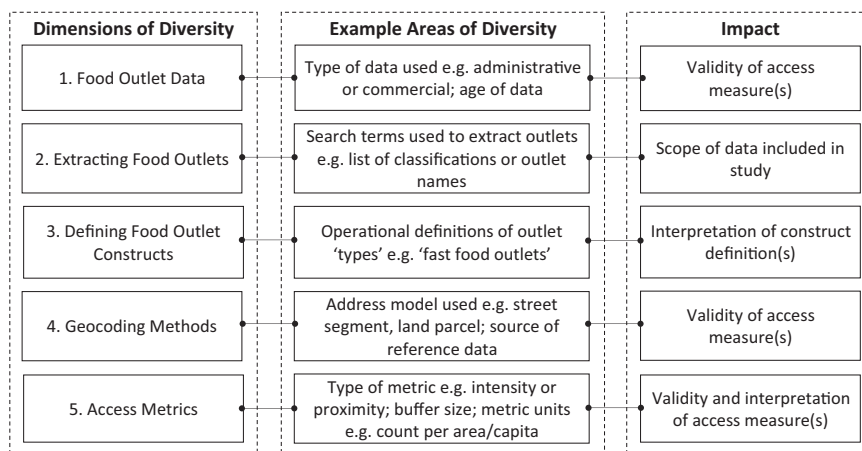 Dimensions of Diversity
Example Areas of Diversity
Impact
1. Food Outlet Data
Type of data used e.g. administrative
or commercial; age of data
Validity of access
measure(s)
2. Extracting Food Outlets
Search terms used to extract outlets
e.g. list of classifications or outlet
names
Scope of data included in
study
3. Defining Food Outlet
Constructs
Operational definitions of outlet
‘types’ e.g. ‘fast food outlets’
Interpretation of construct
definition(s)
4. Geocoding Methods
Address model used e.g. street
segment, land parcel; source of
reference data
Validity of access
measure(s)
5. Access Metrics
Type of metric e.g. intensity or
proximity; buffer size; metric units
e.g. count per area/capita
Validity and interpretation
of access measure(s)